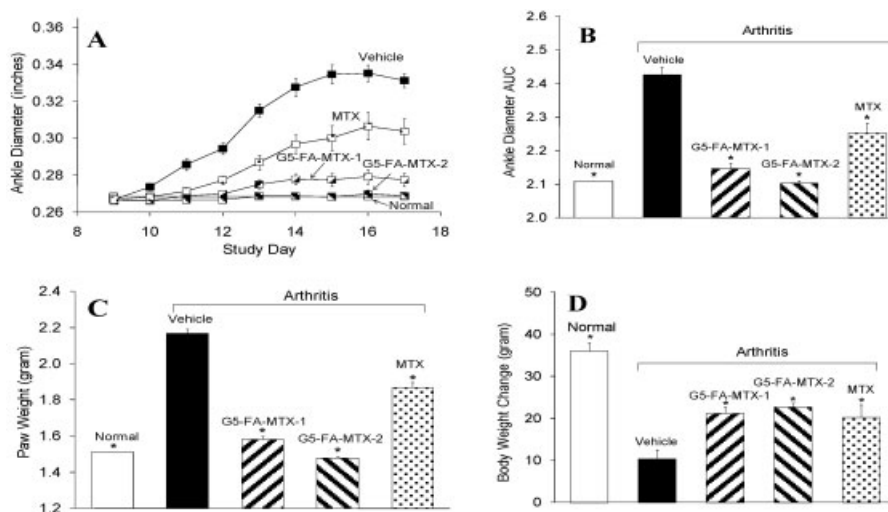 A
0.36
0.34
0.32
0.30
0.28
0.26
Ankle Diameter (inches)
Vehicle
MTX
G5-FA-MTX-1
G5-FA-MTX-2
Normal
8 10 12 14 16 18
Study Day
B
2.6
2.5
2.4
2.3
2.2
2.1
2.0
Ankle Diameter AUC
Arthritis
Normal
*
Vehicle
G5-FA-MTX-1
*
G5-FA-MTX-2
*
MTX
*
C
2.4
2.2
2.0
1.8
1.6
1.4
1.2
Paw Weight (gram)
Arthritis
Normal
*
Vehicle
G5-FA-MTX-1
*
G5-FA-MTX-2
*
MTX
*
D
50
40
30
20
10
0
Body Weight Change (gram)
Normal
*
Arthritis
Vehicle
G5-FA-MTX-1
*
G5-FA-MTX-2
*
MTX
*